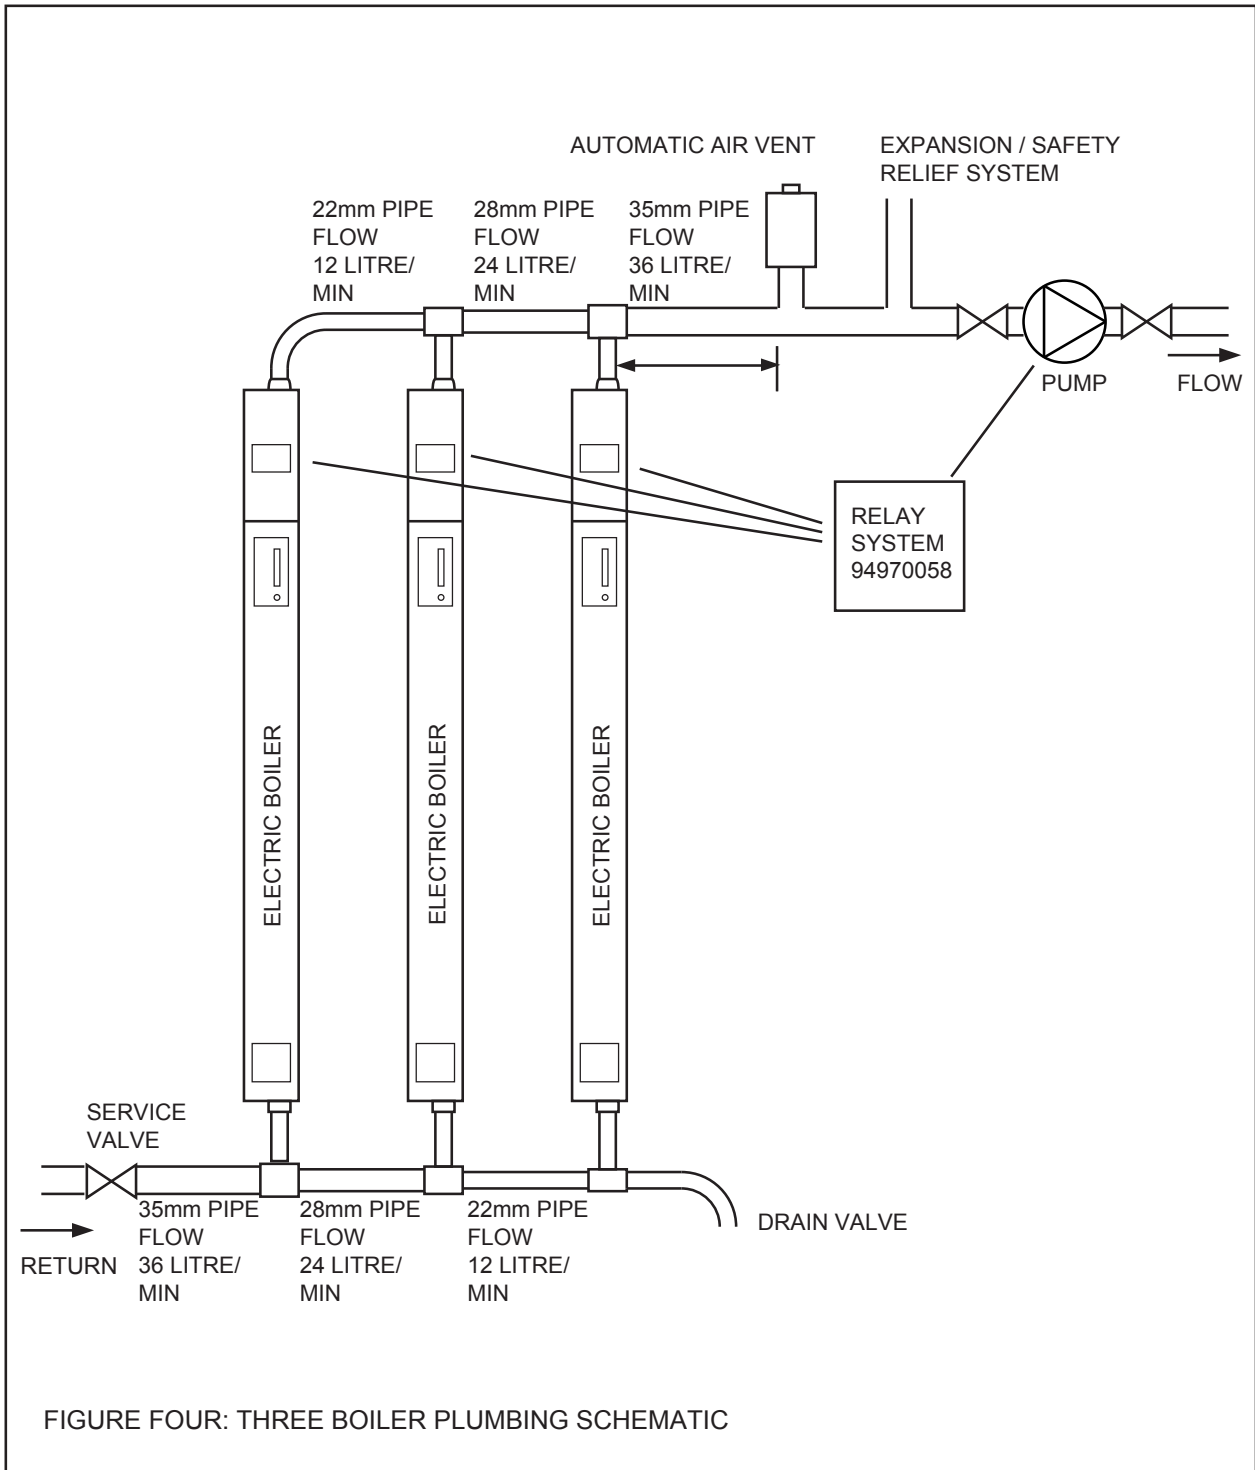 AUTOMATIC AIR VENT
EXPANSION / SAFETY
RELIEF SYSTEM
22mm PIPE
FLOW
12 LITRE/
MIN
28mm PIPE
FLOW
24 LITRE/
MIN
35mm PIPE
FLOW
36 LITRE/
MIN
PUMP
FLOW
RELAY
SYSTEM
94970058
ELECTRIC BOILER
ELECTRIC BOILER
ELECTRIC BOILER
SERVICE
VALVE
RETURN
35mm PIPE
FLOW
36 LITRE/
MIN
28mm PIPE
FLOW
24 LITRE/
MIN
22mm PIPE
FLOW
12 LITRE/
MIN
DRAIN VALVE
FIGURE FOUR: THREE BOILER PLUMBING SCHEMATIC